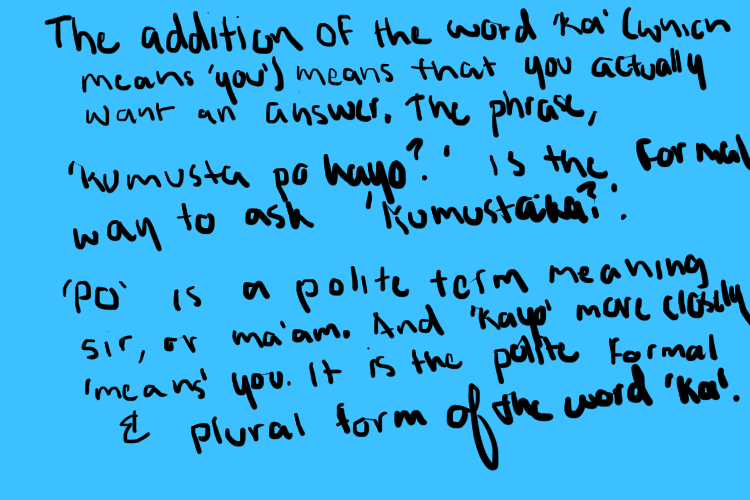 The addition of the word 'ka' (which
means 'you') means that you actually
want an answer. The phrase,
'kumusta po kayo?' is the formal
way to ask 'Kumustaka?'.
'Po' is a polite term meaning
sir, or ma'am. And 'Kayo' more closely
'means' you. It is the polite formal
& plural form of the word 'Ka'.